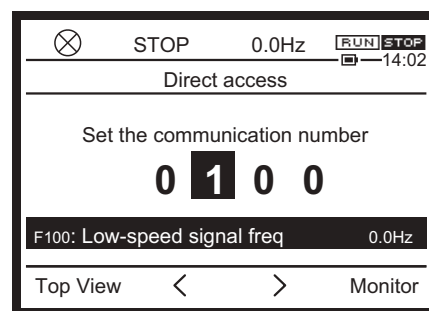 STOP 0.0Hz RUN STOP
14:02
Direct access
Set the communication number
0 1 0 0
F100: Low-speed signal freq 0.0Hz
Top View < > Monitor